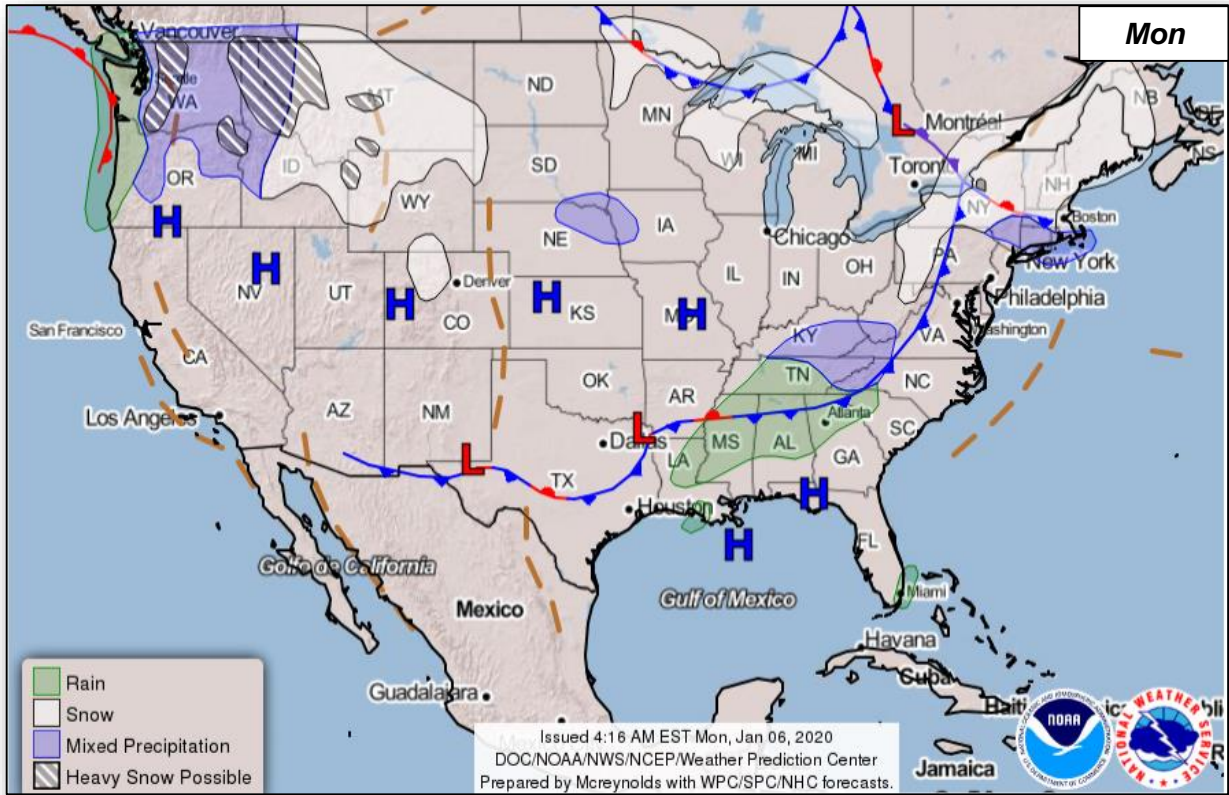 Mon
Vancouver
Montréal
NB
NS
WA
MT
ND
MN
WI
MI
Toronto
NY
NH
Boston
OR
ID
SD
WY
IA
NE
Chicago
New York
PA
OH
IN
IL
Philadelphia
Washington
H
H
NV
UT
H
Denver
CO
H
KS
H
KY
VA
San Francisco
CA
TN
NC
Los Angeles
AZ
NM
OK
AR
Atlanta
SC
L
L
L
Dallas
TX
LA
MS
AL
GA
Houston
H
H
FL
Miami
Golfo de California
Mexico
Gulf of Mexico
Havana
Cuba
Guadalajara
Jamaica
Rain
Snow
Mixed Precipitation
Heavy Snow Possible
Issued 4:16 AM EST Mon, Jan 06, 2020
DOC/NOAA/NWS/NCEP/Weather Prediction Center
Prepared by Mcreynolds with WPC/SPC/NHC forecasts.
NOAA
NATIONAL WEATHER SERVICE